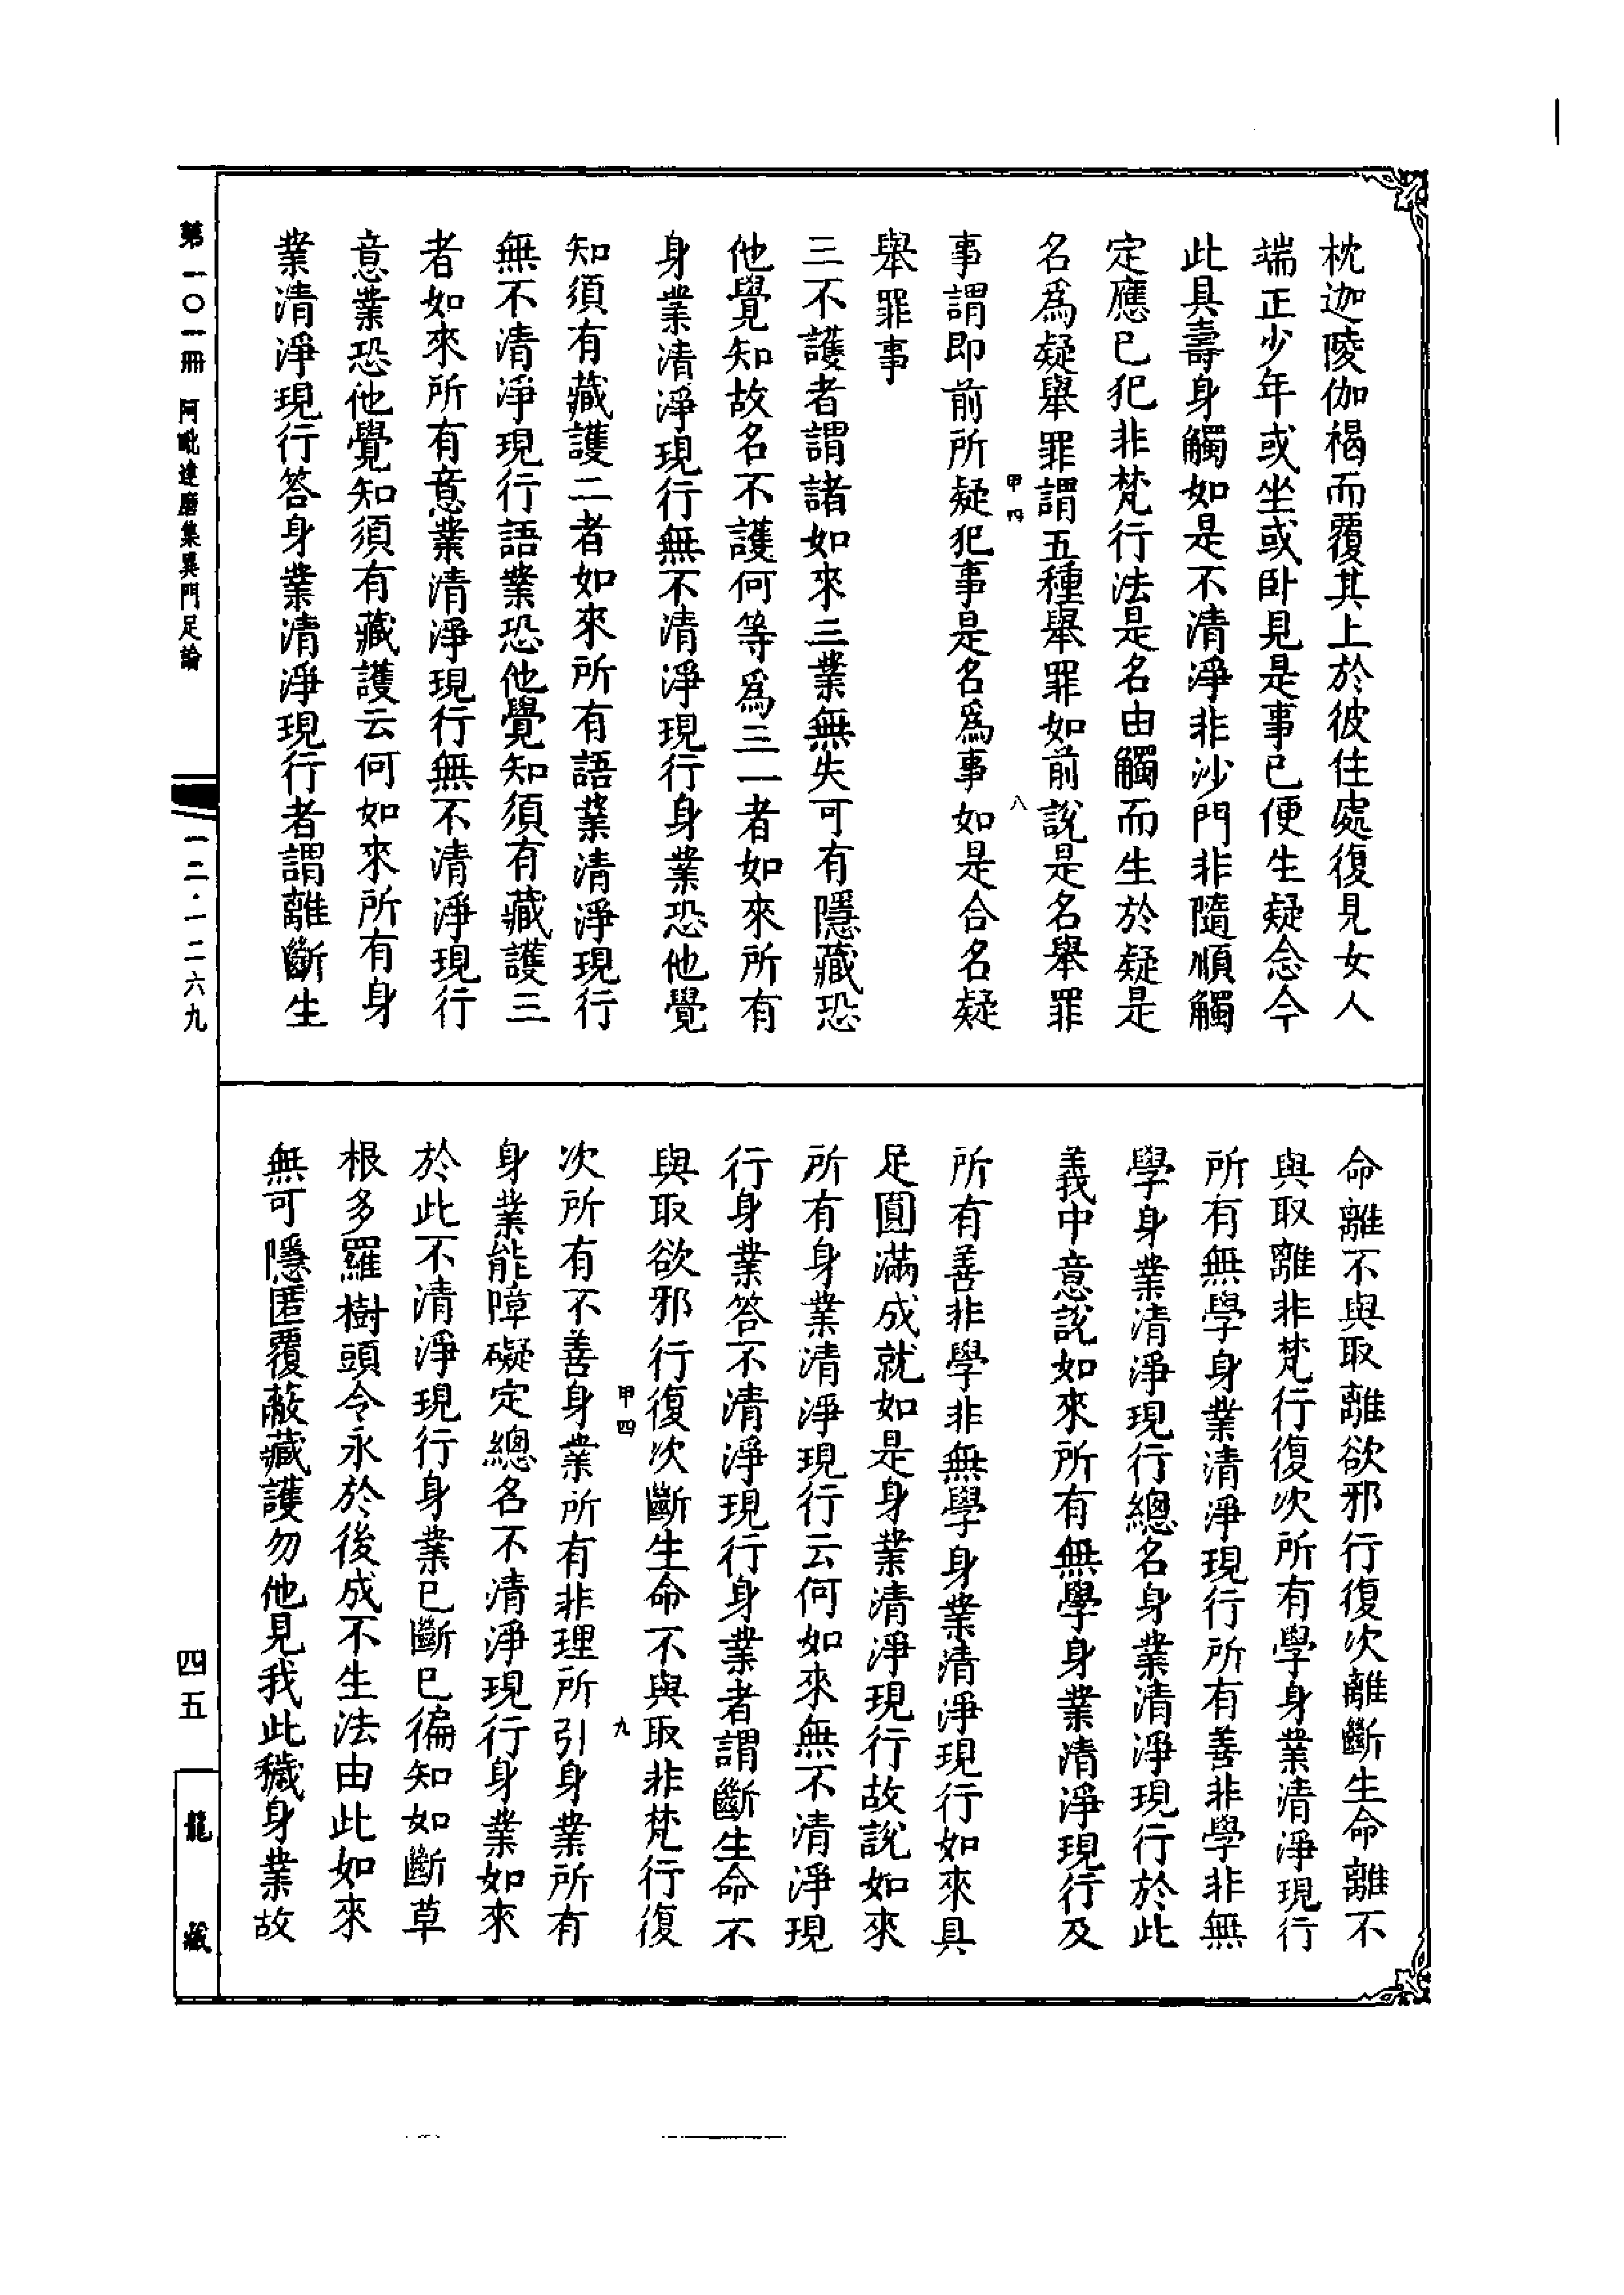 枕迦陵伽褐而覆其上於彼住處復見女人
端正少年或坐或卧見是事已便生疑念今
此具壽身觸如是不清淨非沙門非隨順觸
定應已犯非梵行法是名由觸而生於疑是
名爲疑舉罪謂五種舉罪如前說是名舉罪
甲四
八
事謂即前所疑犯事是名爲事如是合名疑
舉罪事
三不護者謂諸如來三業無失可有隱藏恐
他覺知故名不護何等爲三一者如來所有
身業清淨現行無不清淨現行身業恐他覺
知須有藏護二者如來所有語業清淨現行
無不清淨現行語業恐他覺知須有藏護三
者如來所有意業清淨現行無不清淨現行
意業恐他覺知須有藏護云何如來所有身
業清淨現行答身業清淨現行者謂離斷生
命離不與取離欲邪行復次離斷生命離不
與取離非梵行復次所有學身業清淨現行
所有無學身業清淨現行所有善非學非無
學身業清淨現行總名身業清淨現行於此
義中意說如來所有無學身業清淨現行及
所有善非學非無學身業清淨現行如來具
足圓滿成就如是身業清淨現行故說如來
所有身業清淨現行云何如來無不清淨現
行身業答不清淨現行身業者謂斷生命不
與取欲邪行復次斷生命不與取非梵行復
甲四
九
次所有不善身業所有非理所引身業所有
身業能障礙定總名不清淨現行身業如來
於此不清淨現行身業已斷已徧知如斷草
根多羅樹頭令永於後成不生法由此如來
無可隱匿覆蔽藏護勿他見我此穢身業故
第一〇一冊 阿毗達磨集異門足論
一二·一二六九
四五
龍藏